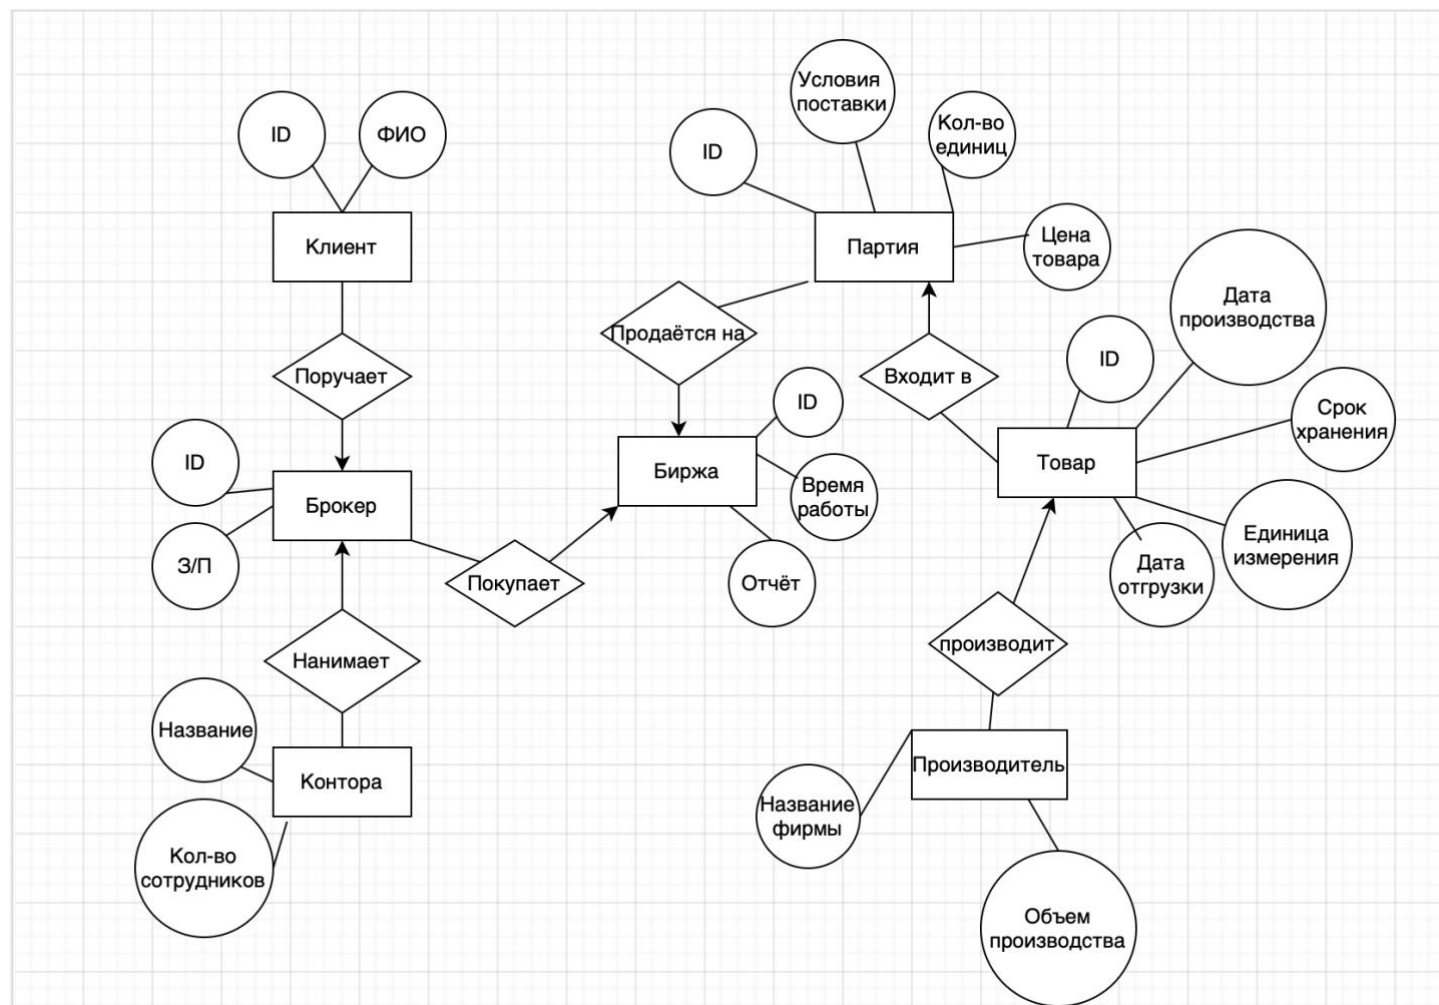 ID
ФИО
Клиент
Поручает
ID
З/П
Брокер
Покупает
Нанимает
Название
Контора
Кол-во
сотрудников
ID
Условия
поставки
Кол-во
единиц
Цена
товара
Партия
Продаётся на
Биржа
ID
Время
работы
Отчёт
Входит в
Товар
ID
Дата
производства
Срок
хранения
Единица
измерения
Дата
отгрузки
производит
Производитель
Название
фирмы
Объем
производства